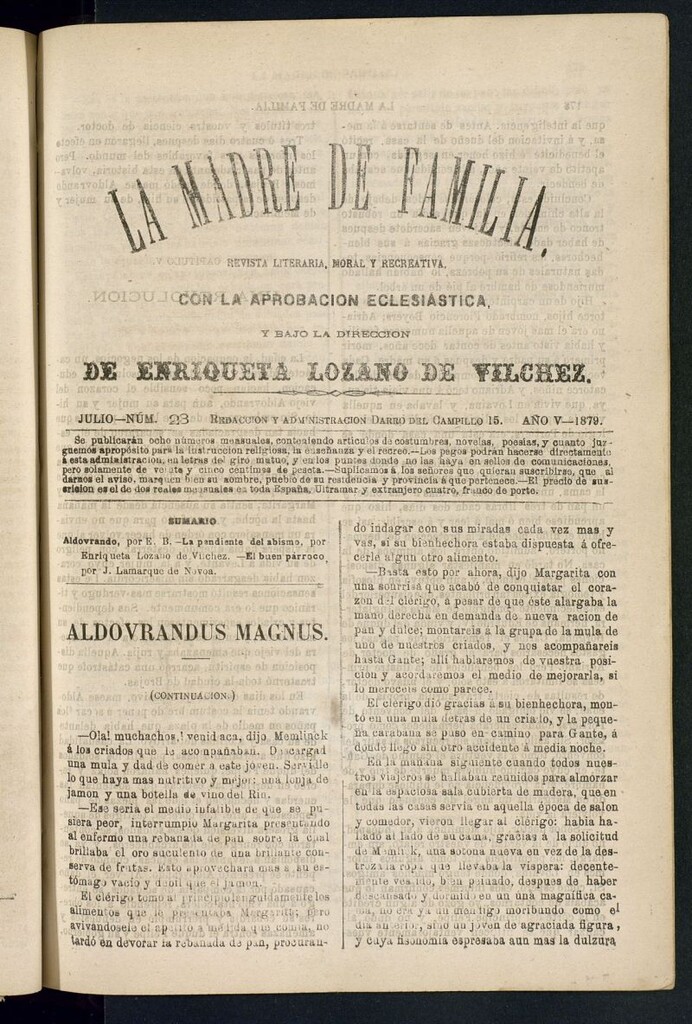 LA MADRE DE FAMILIA,
REVISTA LITERARIA, MORAL Y RECREATIVA.
CON LA APROBACION ECLESIÁSTICA,
Y BAJO LA DIRECCION
DE ENRIQUETA LOZANO DE VILCHEZ.
JULIO—NÚM. 23 REDACCION Y ADMINISTRACION DARRO DEL CAMPILLO 15. AÑO V—1879.
Se publicarán ocho números mensuales, conteniendo artículos de costumbres, novelas, poesías, y cuanto juz-
guemos apropósito para la instruccion religiosa, la enseñanza y el recreo.—Los pagos podrán hacerse directamente
á esta administracion, en letras del giro mutuo, y en los puntos donde no las haya en sellos de comunicaciones,
pero solamente de veinte y cinco céntimos de peseta.—Suplicamos á los señores que quieran suscribirse, que al
darnos el aviso, marquen bien su nombre, pueblo de su residencia y provincia á que pertenece.—El precio de sus-
cricion es el de dos reales mensuales en toda España, Ultramar y extranjero cuatro, franco de porte.
SUMARIO
Aldovrando, por E. B.—La pendiente del abismo, por
Enriqueta Lozano de Vilchez.—El buen párroco,
por J. Lamarque de Novoa.
ALDOVRANDUS MAGNUS.
(CONTINUACION.)
—Ola! muchachos,! venid aca, dijo Memlinck
á los criados que le acompañaban. Descargad
una mula y dad de comer a este jóven. Servidle
lo que haya mas nutritivo y mejor: una lonja de
jamon y una botella de vino del Rin.
—Ese seria el medio infalible de que se pu-
siera peor, interrumpio Margarita presentando
al enfermo una rebanada de pan sobre la cual
brillaba el oro suculento de una brillante con-
serva de frutas. Esto aprovechara mas á su es-
tómago vacío y debil que el jamon.
El clérigo tomó al principio lánguidamente los
alimentos que le presentaba Margarita; pero
avivandosele el apetito á medida que comia, no
tardó en devorar la rebanada de pan, procuran-
do indagar con sus miradas cada vez mas y
vas, si su bienhechora estaba dispuesta á ofre-
cerle algun otro alimento.
—Basta esto por ahora, dijo Margarita con
una sonrisa que acabó de conquistar el cora-
zon del clérigo, á pesar de que éste alargaba la
mano derecha en demanda de nueva racion de
pan y dulce; montareis á la grupa de la mula de
uno de nuestros criados, y nos acompañareis
hasta Gante; allí hablaremos de vuestra posi-
cion y acordaremos el medio de mejorarla, si
lo mereceis como parece.
El clérigo dió gracias á su bienhechora, mon-
tó en una mula detrás de un criado, y la peque-
ña carabana se puso en camino para Gante, á
donde llegó sin otro accidente á media noche.
En la mañana siguiente cuando todos nuest-
ros viajeros se hallaban reunidos para almorzar
en la espaciosa sala cubierta de madera, que en
todas las casas servia en aquella época de salon
y comedor, vieron llegar al clérigo: habia ha-
llado al lado de su cama, gracias á la solicitud
de Memlinck, una sotana nueva en vez de la des-
trozada ropa que llevaba la víspera: decente-
mente vestido, bien peinado, despues de haber
descansado y dormido en un una magnifica ca-
ma, no era ya un mendigo moribundo como el
dia anterior, sino un jóven de agraciada figura,
y cuya fisonomia espresaba aun mas la dulzura